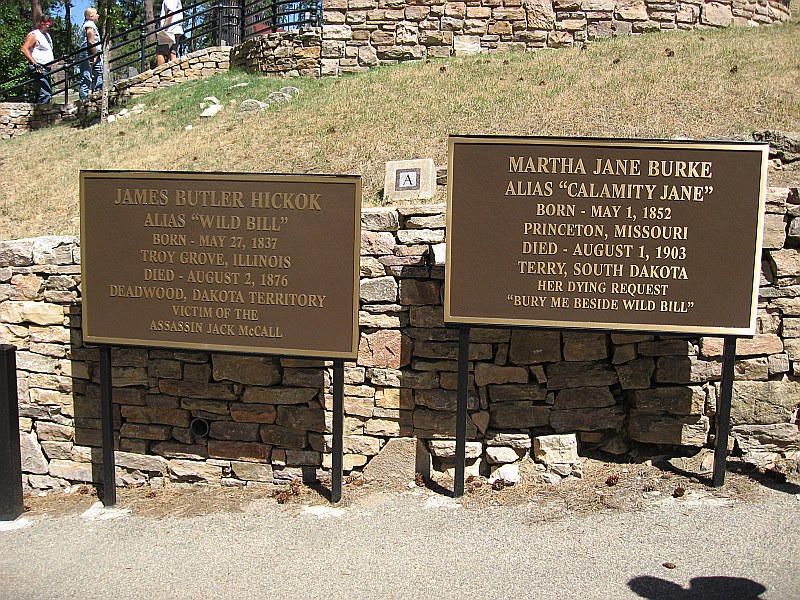 JAMES BUTLER HICKOK
ALIAS "WILD BILL"
BORN - MAY 27, 1837
TROY GROVE, ILLINOIS
DIED - AUGUST 2, 1876
DEADWOOD, DAKOTA TERRITORY
VICTIM OF THE
ASSASSIN JACK McCALL
A
MARTHA JANE BURKE
ALIAS "CALAMITY JANE"
BORN - MAY 1, 1852
PRINCETON, MISSOURI
DIED - AUGUST 1, 1903
TERRY, SOUTH DAKOTA
HER DYING REQUEST
"BURY ME BESIDE WILD BILL"